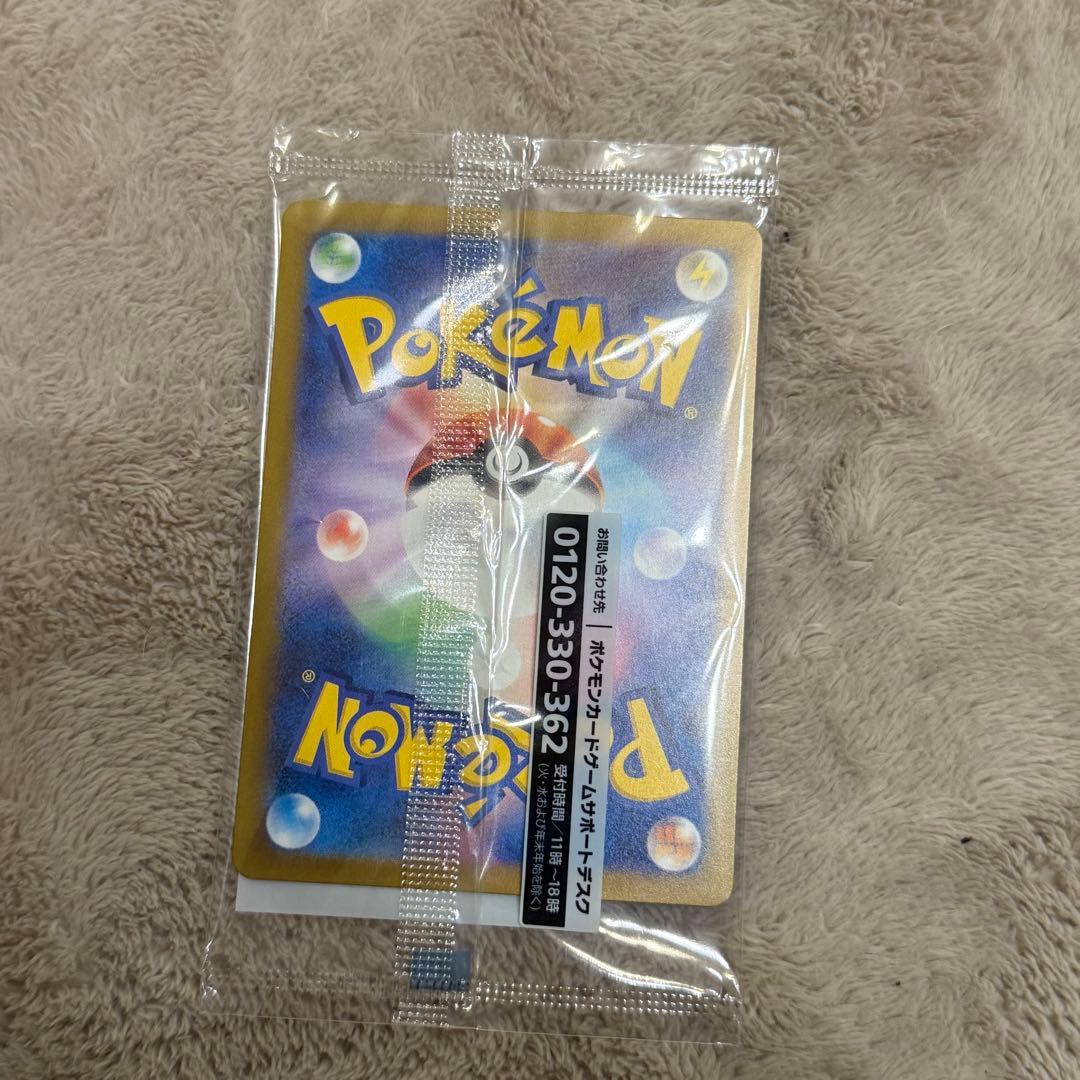 POKéMON
®
お問い合わせ先 | ポケモンカードゲームサポートデスク
0120-330-362 受付時間/11時~18時
(火・水および年末年始を除く)
POKéMON
®